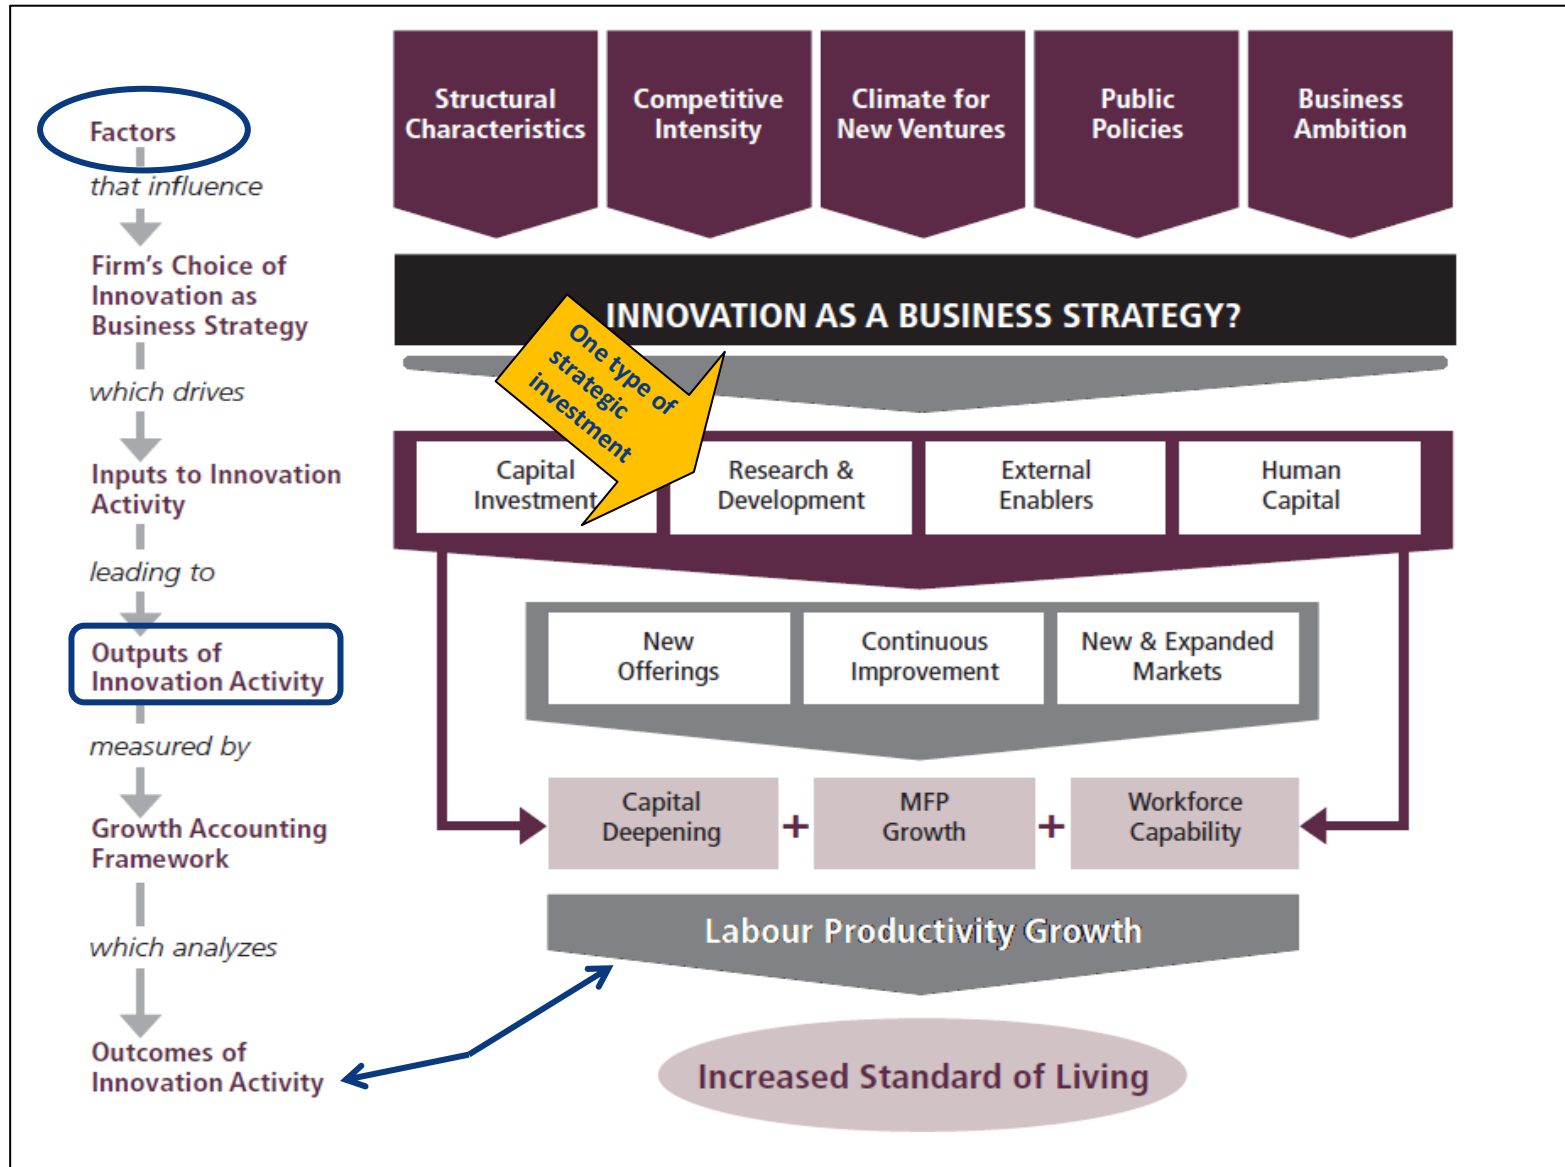 Factors
that influence
Firm's Choice of
Innovation as
Business Strategy
which drives
Inputs to Innovation
Activity
leading to
Outputs of
Innovation Activity
measured by
Growth Accounting
Framework
which analyzes
Outcomes of
Innovation Activity
Structural
Characteristics
Competitive
Intensity
Climate for
New Ventures
Public
Policies
Business
Ambition
INNOVATION AS A BUSINESS STRATEGY?
One type of
strategic
investment
Capital
Investment
Research &
Development
External
Enablers
Human
Capital
New
Offerings
Continuous
Improvement
New & Expanded
Markets
Capital
Deepening
+
MFP
Growth
+
Workforce
Capability
Labour Productivity Growth
Increased Standard of Living